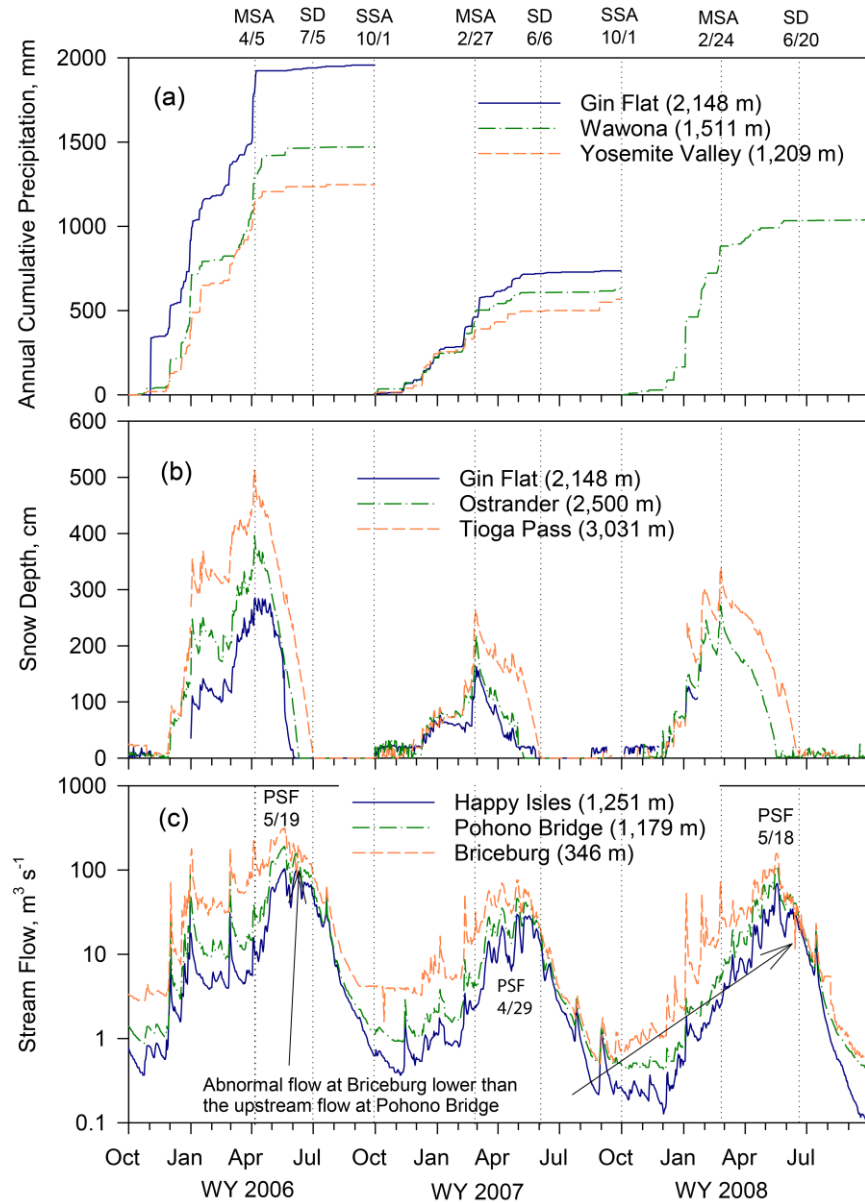 MSA SD SSA MSA SD SSA MSA SD
4/5 7/5 10/1 2/27 6/6 10/1 2/24 6/20
2000
1500
1000
500
0
Annual Cumulative Precipitation, mm
(a)
Gin Flat (2,148 m)
Wawona (1,511 m)
Yosemite Valley (1,209 m)
600
500
400
300
200
100
0
Snow Depth, cm
(b)
Gin Flat (2,148 m)
Ostrander (2,500 m)
Tioga Pass (3,031 m)
1000
100
10
1
0.1
Stream Flow, m³ s⁻¹
(c)
PSF
5/19
Happy Isles (1,251 m)
Pohono Bridge (1,179 m)
Briceburg (346 m)
PSF
5/18
PSF
4/29
Abnormal flow at Briceburg lower than
the upstream flow at Pohono Bridge
Oct Jan Apr Jul Oct Jan Apr Jul Oct Jan Apr Jul
WY 2006 WY 2007 WY 2008